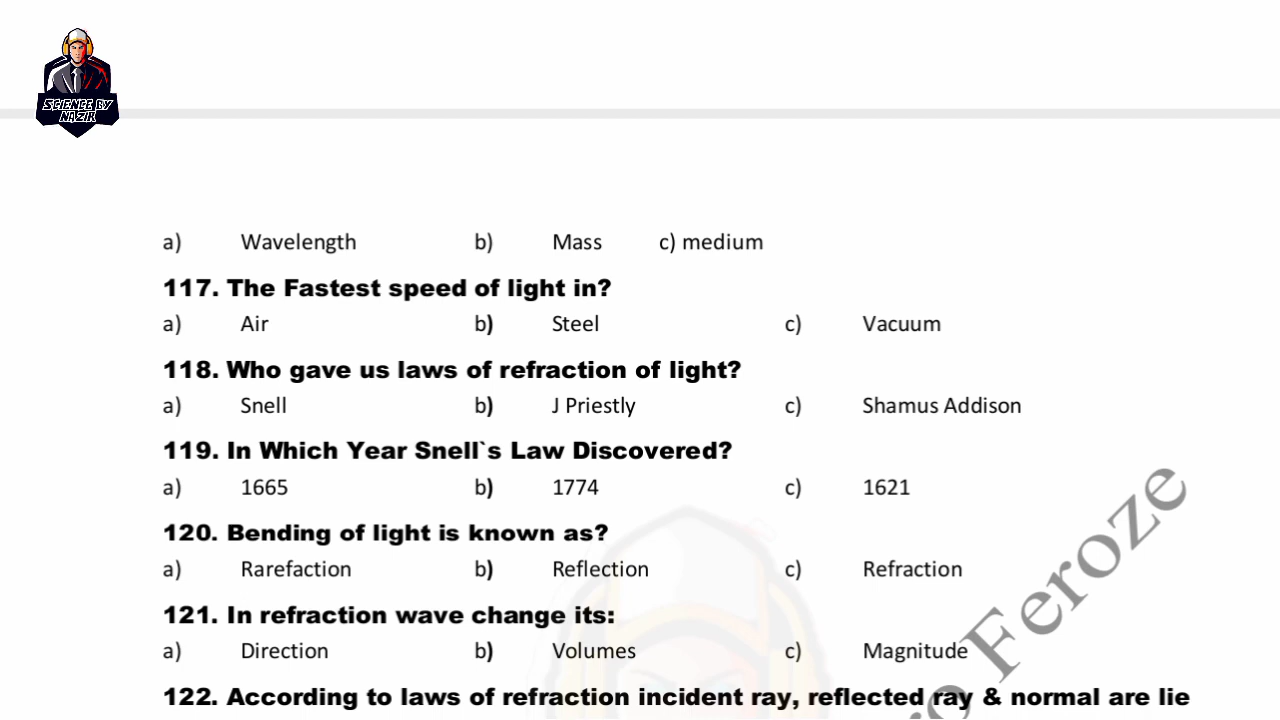 SCIENCE BY
NAZIR
a) Wavelength b) Mass c) medium
117. The Fastest speed of light in?
a) Air b) Steel c) Vacuum
118. Who gave us laws of refraction of light?
a) Snell b) J Priestly c) Shamus Addison
119. In Which Year Snell`s Law Discovered?
a) 1665 b) 1774 c) 1621
120. Bending of light is known as?
a) Rarefaction b) Reflection c) Refraction
121. In refraction wave change its:
a) Direction b) Volumes c) Magnitude
122. According to laws of refraction incident ray, reflected ray & normal are lie
Feroze